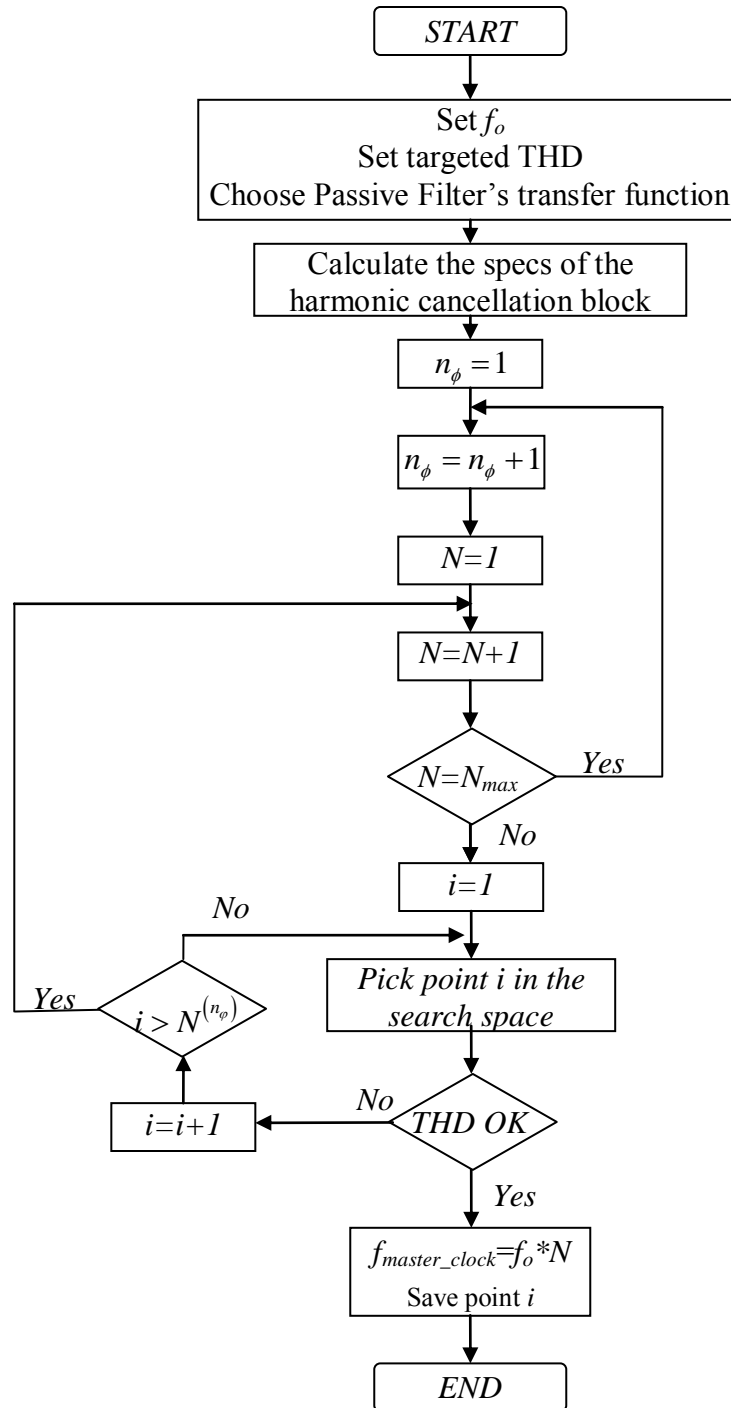 START
Set f_o
Set targeted THD
Choose Passive Filter's transfer function
Calculate the specs of the
harmonic cancellation block
n_ϕ = 1
n_ϕ = n_ϕ + 1
N=1
N=N+1
N=N_max
Yes
No
i=1
No
Pick point i in the
search space
Yes
i > N^(n_φ)
THD OK
No
i=i+1
Yes
f_master_clock=f_o*N
Save point i
END